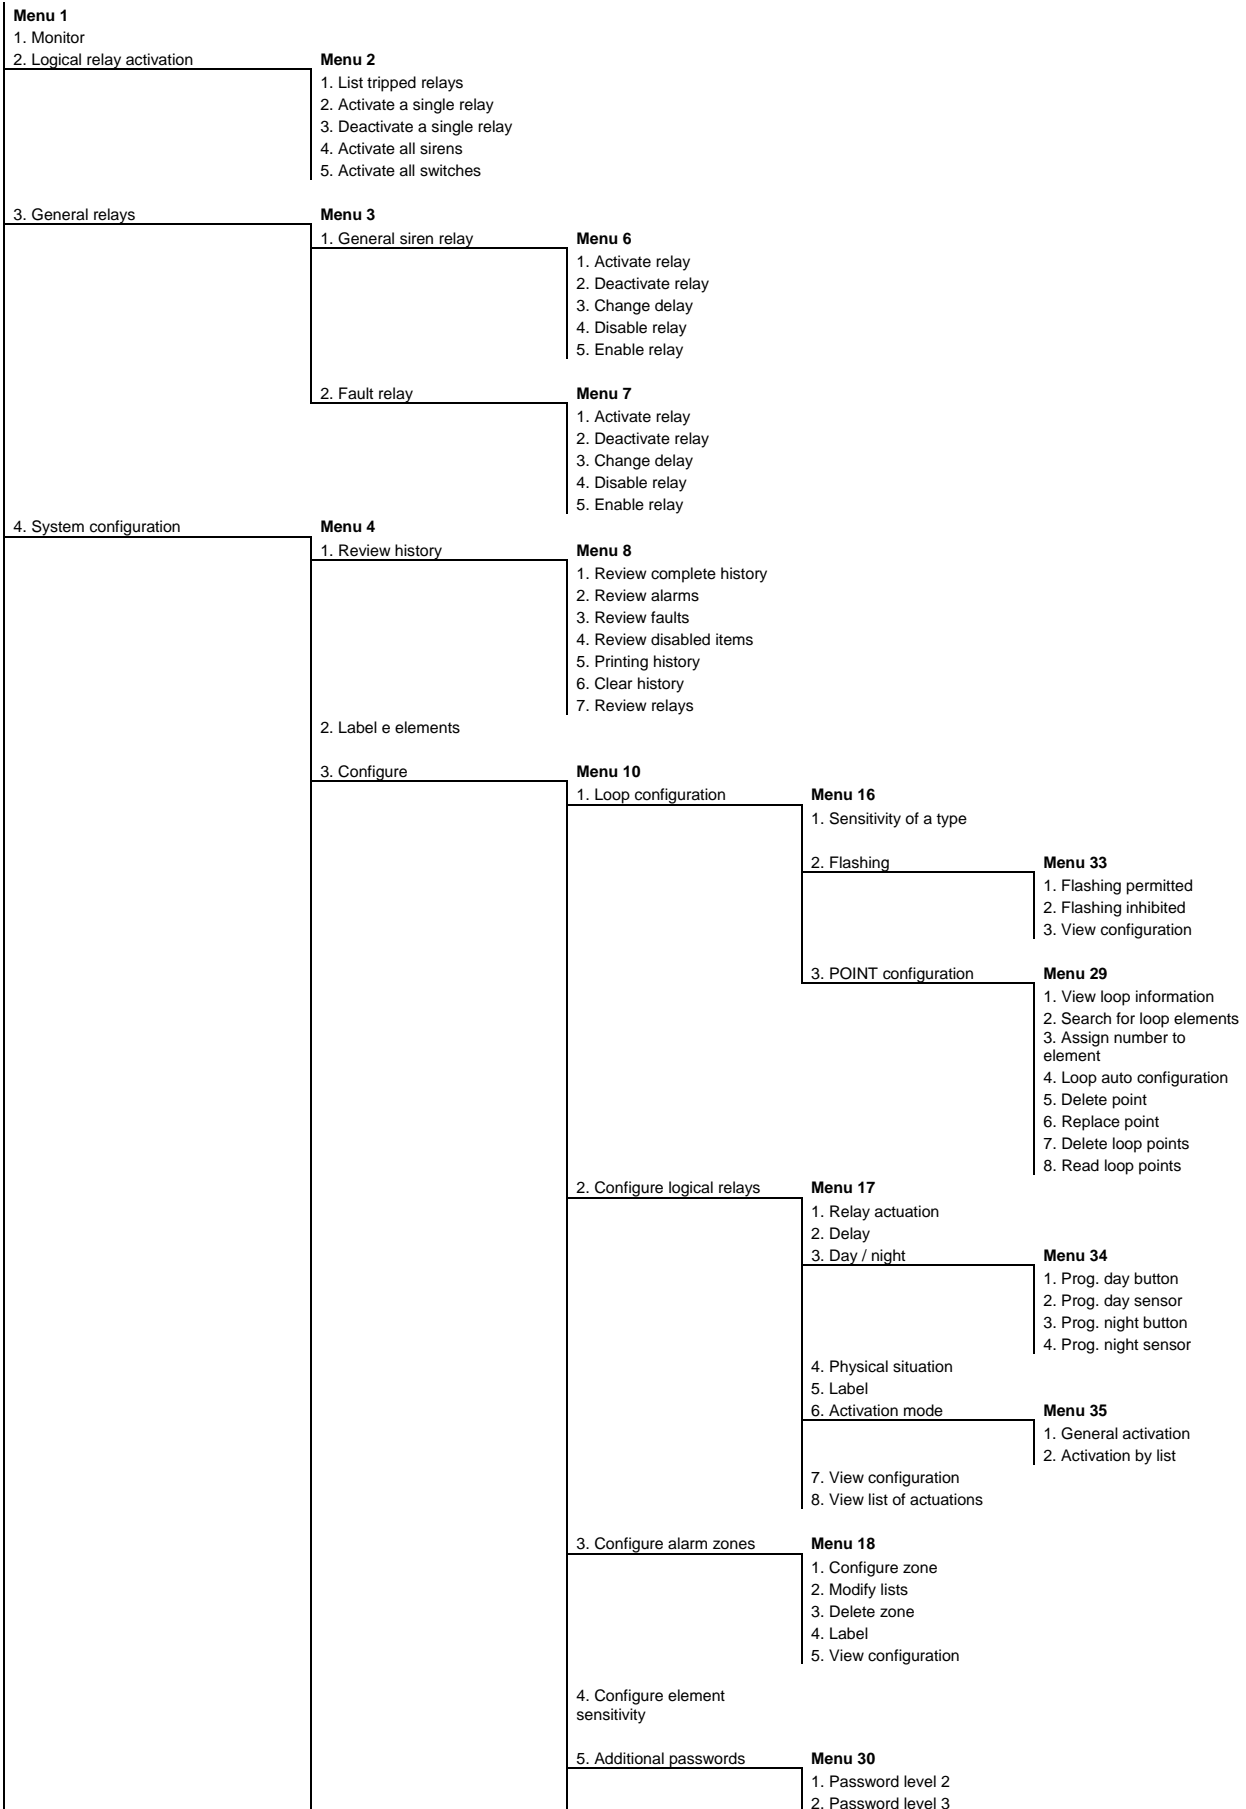 Menu 1
1. Monitor
2. Logical relay activation
Menu 2
1. List tripped relays
2. Activate a single relay
3. Deactivate a single relay
4. Activate all sirens
5. Activate all switches
3. General relays
Menu 3
1. General siren relay
Menu 6
1. Activate relay
2. Deactivate relay
3. Change delay
4. Disable relay
5. Enable relay
2. Fault relay
Menu 7
1. Activate relay
2. Deactivate relay
3. Change delay
4. Disable relay
5. Enable relay
4. System configuration
Menu 4
1. Review history
Menu 8
1. Review complete history
2. Review alarms
3. Review faults
4. Review disabled items
5. Printing history
6. Clear history
7. Review relays
2. Label e elements
3. Configure
Menu 10
1. Loop configuration
Menu 16
1. Sensitivity of a type
2. Flashing
Menu 33
1. Flashing permitted
2. Flashing inhibited
3. View configuration
3. POINT configuration
Menu 29
1. View loop information
2. Search for loop elements
3. Assign number to
element
4. Loop auto configuration
5. Delete point
6. Replace point
7. Delete loop points
8. Read loop points
2. Configure logical relays
Menu 17
1. Relay actuation
2. Delay
3. Day / night
Menu 34
1. Prog. day button
2. Prog. day sensor
3. Prog. night button
4. Prog. night sensor
4. Physical situation
5. Label
6. Activation mode
Menu 35
1. General activation
2. Activation by list
7. View configuration
8. View list of actuations
3. Configure alarm zones
Menu 18
1. Configure zone
2. Modify lists
3. Delete zone
4. Label
5. View configuration
4. Configure element
sensitivity
5. Additional passwords
Menu 30
1. Password level 2
2. Password level 3